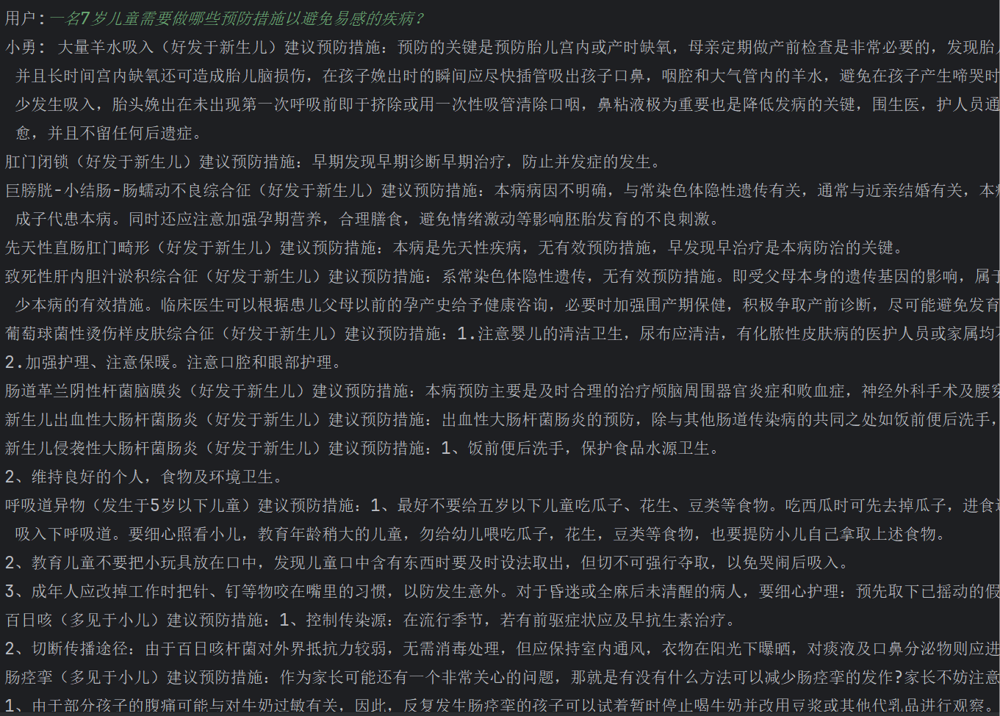 用户:一名7岁儿童需要做哪些预防措施以避免易感的疾病？
小勇: 大量羊水吸入（好发于新生儿）建议预防措施：预防的关键是预防胎儿宫内或产时缺氧，母亲定期做产前检查是非常必要的，发现胎儿
并且长时间宫内缺氧还可造成胎儿脑损伤，在孩子娩出时的瞬间应尽快插管吸出孩子口鼻，咽腔和大气管内的羊水，避免在孩子产生啼哭时
少发生吸入，胎头娩出在未出现第一次呼吸前即于挤除或用一次性吸管清除口咽，鼻粘液极为重要也是降低发病的关键，围生医，护人员通
愈，并且不留任何后遗症。
肛门闭锁（好发于新生儿）建议预防措施：早期发现早期诊断早期治疗，防止并发症的发生。
巨膀胱-小结肠-肠蠕动不良综合征（好发于新生儿）建议预防措施：本病病因不明确，与常染色体隐性遗传有关，通常与近亲结婚有关，本病
成子代患本病。同时还应注意加强孕期营养，合理膳食，避免情绪激动等影响胚胎发育的不良刺激。
先天性直肠肛门畸形（好发于新生儿）建议预防措施：本病是先天性疾病，无有效预防措施，早发现早治疗是本病防治的关键。
致死性肝内胆汁淤积综合征（好发于新生儿）建议预防措施：系常染色体隐性遗传，无有效预防措施。即受父母本身的遗传基因的影响，属于
少本病的有效措施。临床医生可以根据患儿父母以前的孕产史给予健康咨询，必要时加强围产期保健，积极争取产前诊断，尽可能避免发育
葡萄球菌性烫伤样皮肤综合征（好发于新生儿）建议预防措施：1.注意婴儿的清洁卫生，尿布应清洁，有化脓性皮肤病的医护人员或家属均不
2.加强护理、注意保暖。注意口腔和眼部护理。
肠道革兰阴性杆菌脑膜炎（好发于新生儿）建议预防措施：本病预防主要是及时合理的治疗颅脑周围器官炎症和败血症，神经外科手术及腰穿
新生儿出血性大肠杆菌肠炎（好发于新生儿）建议预防措施：出血性大肠杆菌肠炎的预防，除与其他肠道传染病的共同之处如饭前便后洗手，
新生儿侵袭性大肠杆菌肠炎（好发于新生儿）建议预防措施：1、饭前便后洗手，保护食品水源卫生。
2、维持良好的个人，食物及环境卫生。
呼吸道异物（发生于5岁以下儿童）建议预防措施：1、最好不要给五岁以下儿童吃瓜子、花生、豆类等食物。吃西瓜时可先去掉瓜子，进食过
吸入下呼吸道。要细心照看小儿，教育年龄稍大的儿童，勿给幼儿喂吃瓜子，花生，豆类等食物，也要提防小儿自己拿取上述食物。
2、教育儿童不要把小玩具放在口中，发现儿童口中含有东西时要及时设法取出，但切不可强行夺取，以免哭闹后吸入。
3、成年人应改掉工作时把针、钉等物咬在嘴里的习惯，以防发生意外。对于昏迷或全麻后未清醒的病人，要细心护理：预先取下已摇动的假
百日咳（多见于小儿）建议预防措施：1、控制传染源：在流行季节，若有前驱症状应及早抗生素治疗。
2、切断传播途径：由于百日咳杆菌对外界抵抗力较弱，无需消毒处理，但应保持室内通风，衣物在阳光下曝晒，对痰液及口鼻分泌物则应进
肠痉挛（多见于小儿）建议预防措施：作为家长可能还有一个非常关心的问题，那就是有没有什么方法可以减少肠痉挛的发作?家长不妨注意
1、由于部分孩子的腹痛可能与对牛奶过敏有关，因此，反复发生肠痉挛的孩子可以试着暂时停止喝牛奶并改用豆浆或其他代乳品进行观察。